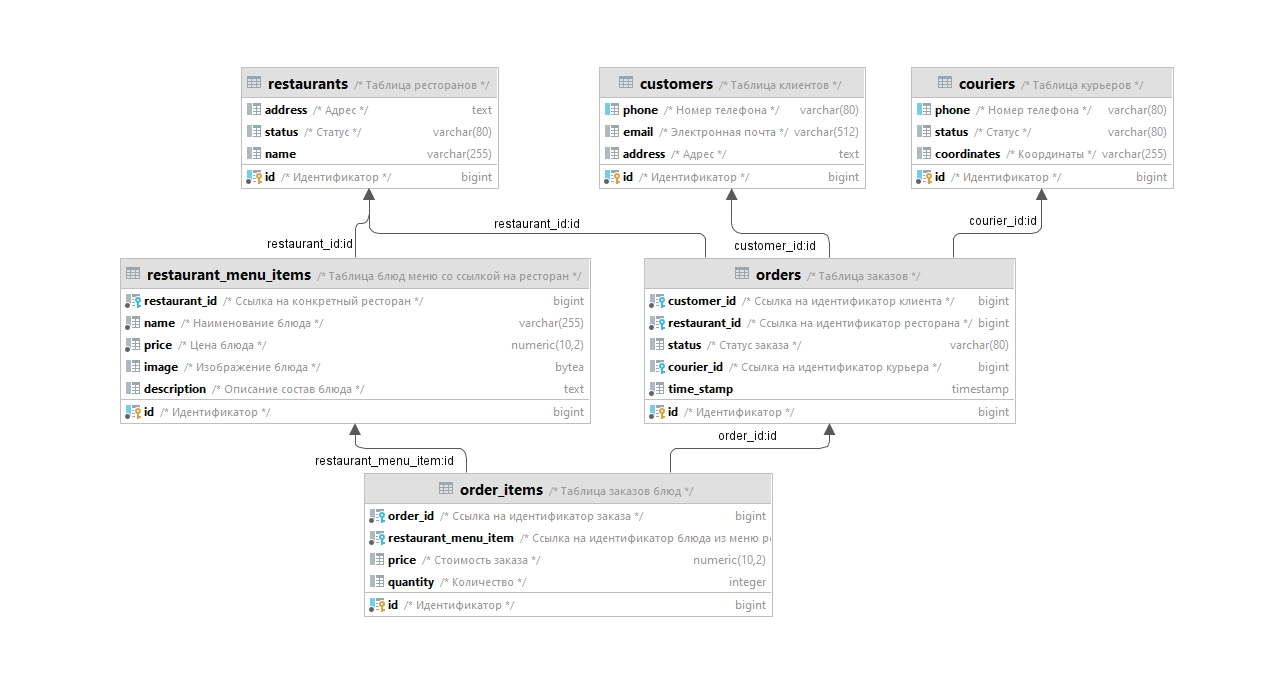 restaurants /* Таблица ресторанов */
address /* Адрес */ text
status /* Статус */ varchar(80)
name varchar(255)
id /* Идентификатор */ bigint
customers /* Таблица клиентов */
phone /* Номер телефона */ varchar(80)
email /* Электронная почта */ varchar(512)
address /* Адрес */ text
id /* Идентификатор */ bigint
couriers /* Таблица курьеров */
phone /* Номер телефона */ varchar(80)
status /* Статус */ varchar(80)
coordinates /* Координаты */ varchar(255)
id /* Идентификатор */ bigint
restaurant_id:id
restaurant_id:id
customer_id:id
courier_id:id
restaurant_menu_items /* Таблица блюд меню со ссылкой на ресторан */
restaurant_id /* Ссылка на конкретный ресторан */ bigint
name /* Наименование блюда */ varchar(255)
price /* Цена блюда */ numeric(10,2)
image /* Изображение блюда */ bytea
description /* Описание состав блюда */ text
id /* Идентификатор */ bigint
orders /* Таблица заказов */
customer_id /* Ссылка на идентификатор клиента */ bigint
restaurant_id /* Ссылка на идентификатор ресторана */ bigint
status /* Статус заказа */ varchar(80)
courier_id /* Ссылка на идентификатор курьера */ bigint
time_stamp timestamp
id /* Идентификатор */ bigint
restaurant_menu_item:id
order_id:id
order_items /* Таблица заказов блюд */
order_id /* Ссылка на идентификатор заказа */ bigint
restaurant_menu_item /* Ссылка на идентификатор блюда из меню
price /* Стоимость заказа */ numeric(10,2)
quantity /* Количество */ integer
id /* Идентификатор */ bigint